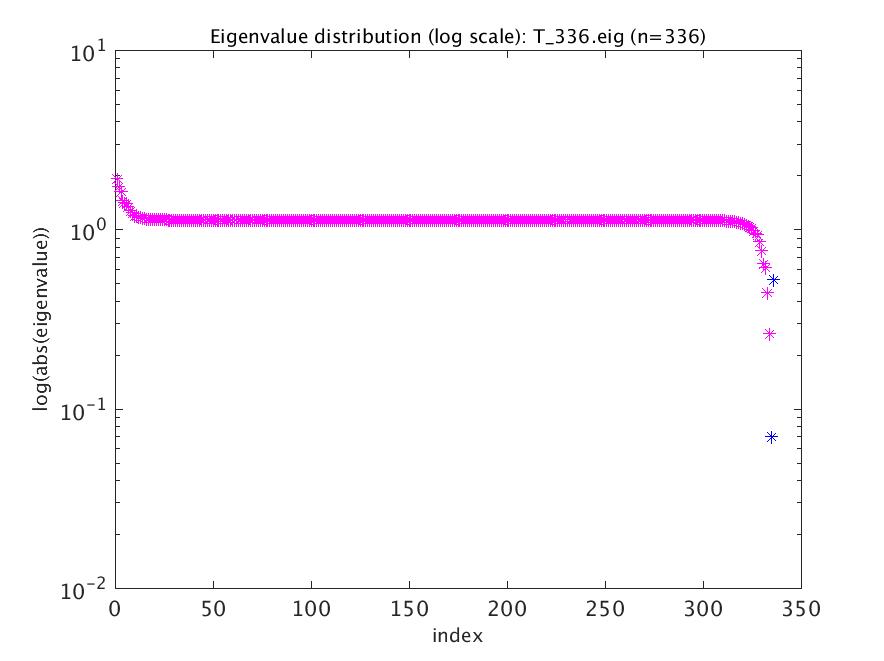 Eigenvalue distribution (log scale): T_336.eig (n=336)
10^1
10^0
10^-1
10^-2
log(abs(eigenvalue))
0 50 100 150 200 250 300 350
index